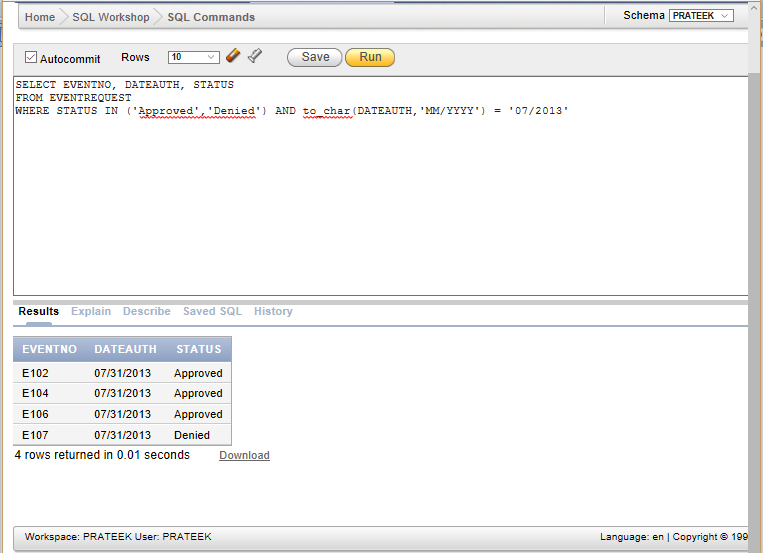 Home SQL Workshop SQL Commands Schema PRATEEK
Autocommit Rows 10 Save Run
SELECT EVENTNO, DATEAUTH, STATUS
FROM EVENTREQUEST
WHERE STATUS IN ('Approved','Denied') AND to_char(DATEAUTH,'MM/YYYY') = '07/2013'
Results Explain Describe Saved SQL History
EVENTNO DATEAUTH STATUS
E102 07/31/2013 Approved
E104 07/31/2013 Approved
E106 07/31/2013 Approved
E107 07/31/2013 Denied
4 rows returned in 0.01 seconds Download
Workspace: PRATEEK User: PRATEEK Language: en | Copyright © 199